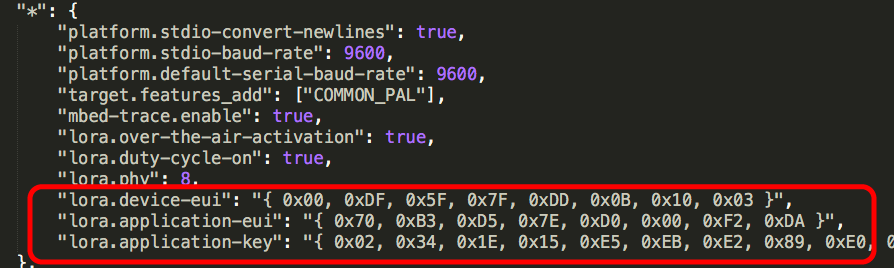 "*": {
"platform.stdio-convert-newlines": true,
"platform.stdio-baud-rate": 9600,
"platform.default-serial-baud-rate": 9600,
"target.features_add": ["COMMON_PAL"],
"mbed-trace.enable": true,
"lora.over-the-air-activation": true,
"lora.duty-cycle-on": true,
"lora.phy": 8,
"lora.device-eui": "{ 0x00, 0xDF, 0x5F, 0x7F, 0xDD, 0x0B, 0x10, 0x03 }",
"lora.application-eui": "{ 0x70, 0xB3, 0xD5, 0x7E, 0xD0, 0x00, 0xF2, 0xDA }",
"lora.application-key": "{ 0x02, 0x34, 0x1E, 0x15, 0xE5, 0xEB, 0xE2, 0x89, 0xE0,
},